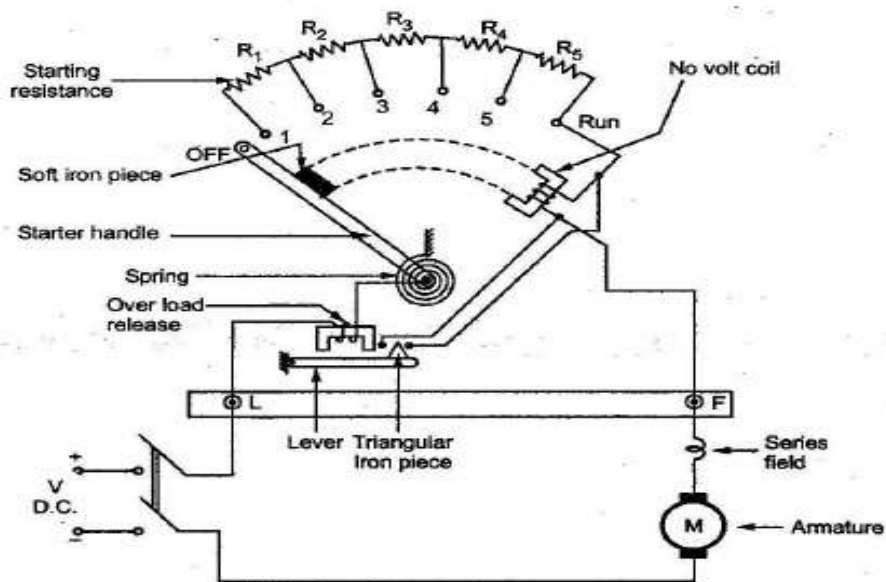 R1
R2
R3
R4
R5
Starting
resistance
No volt coil
1
2
3
4
5
Run
OFF
Soft iron piece
Starter handle
Spring
Over load
release
L
F
Lever
Triangular
Iron piece
Series
field
+
V
D.C.
–
M
Armature